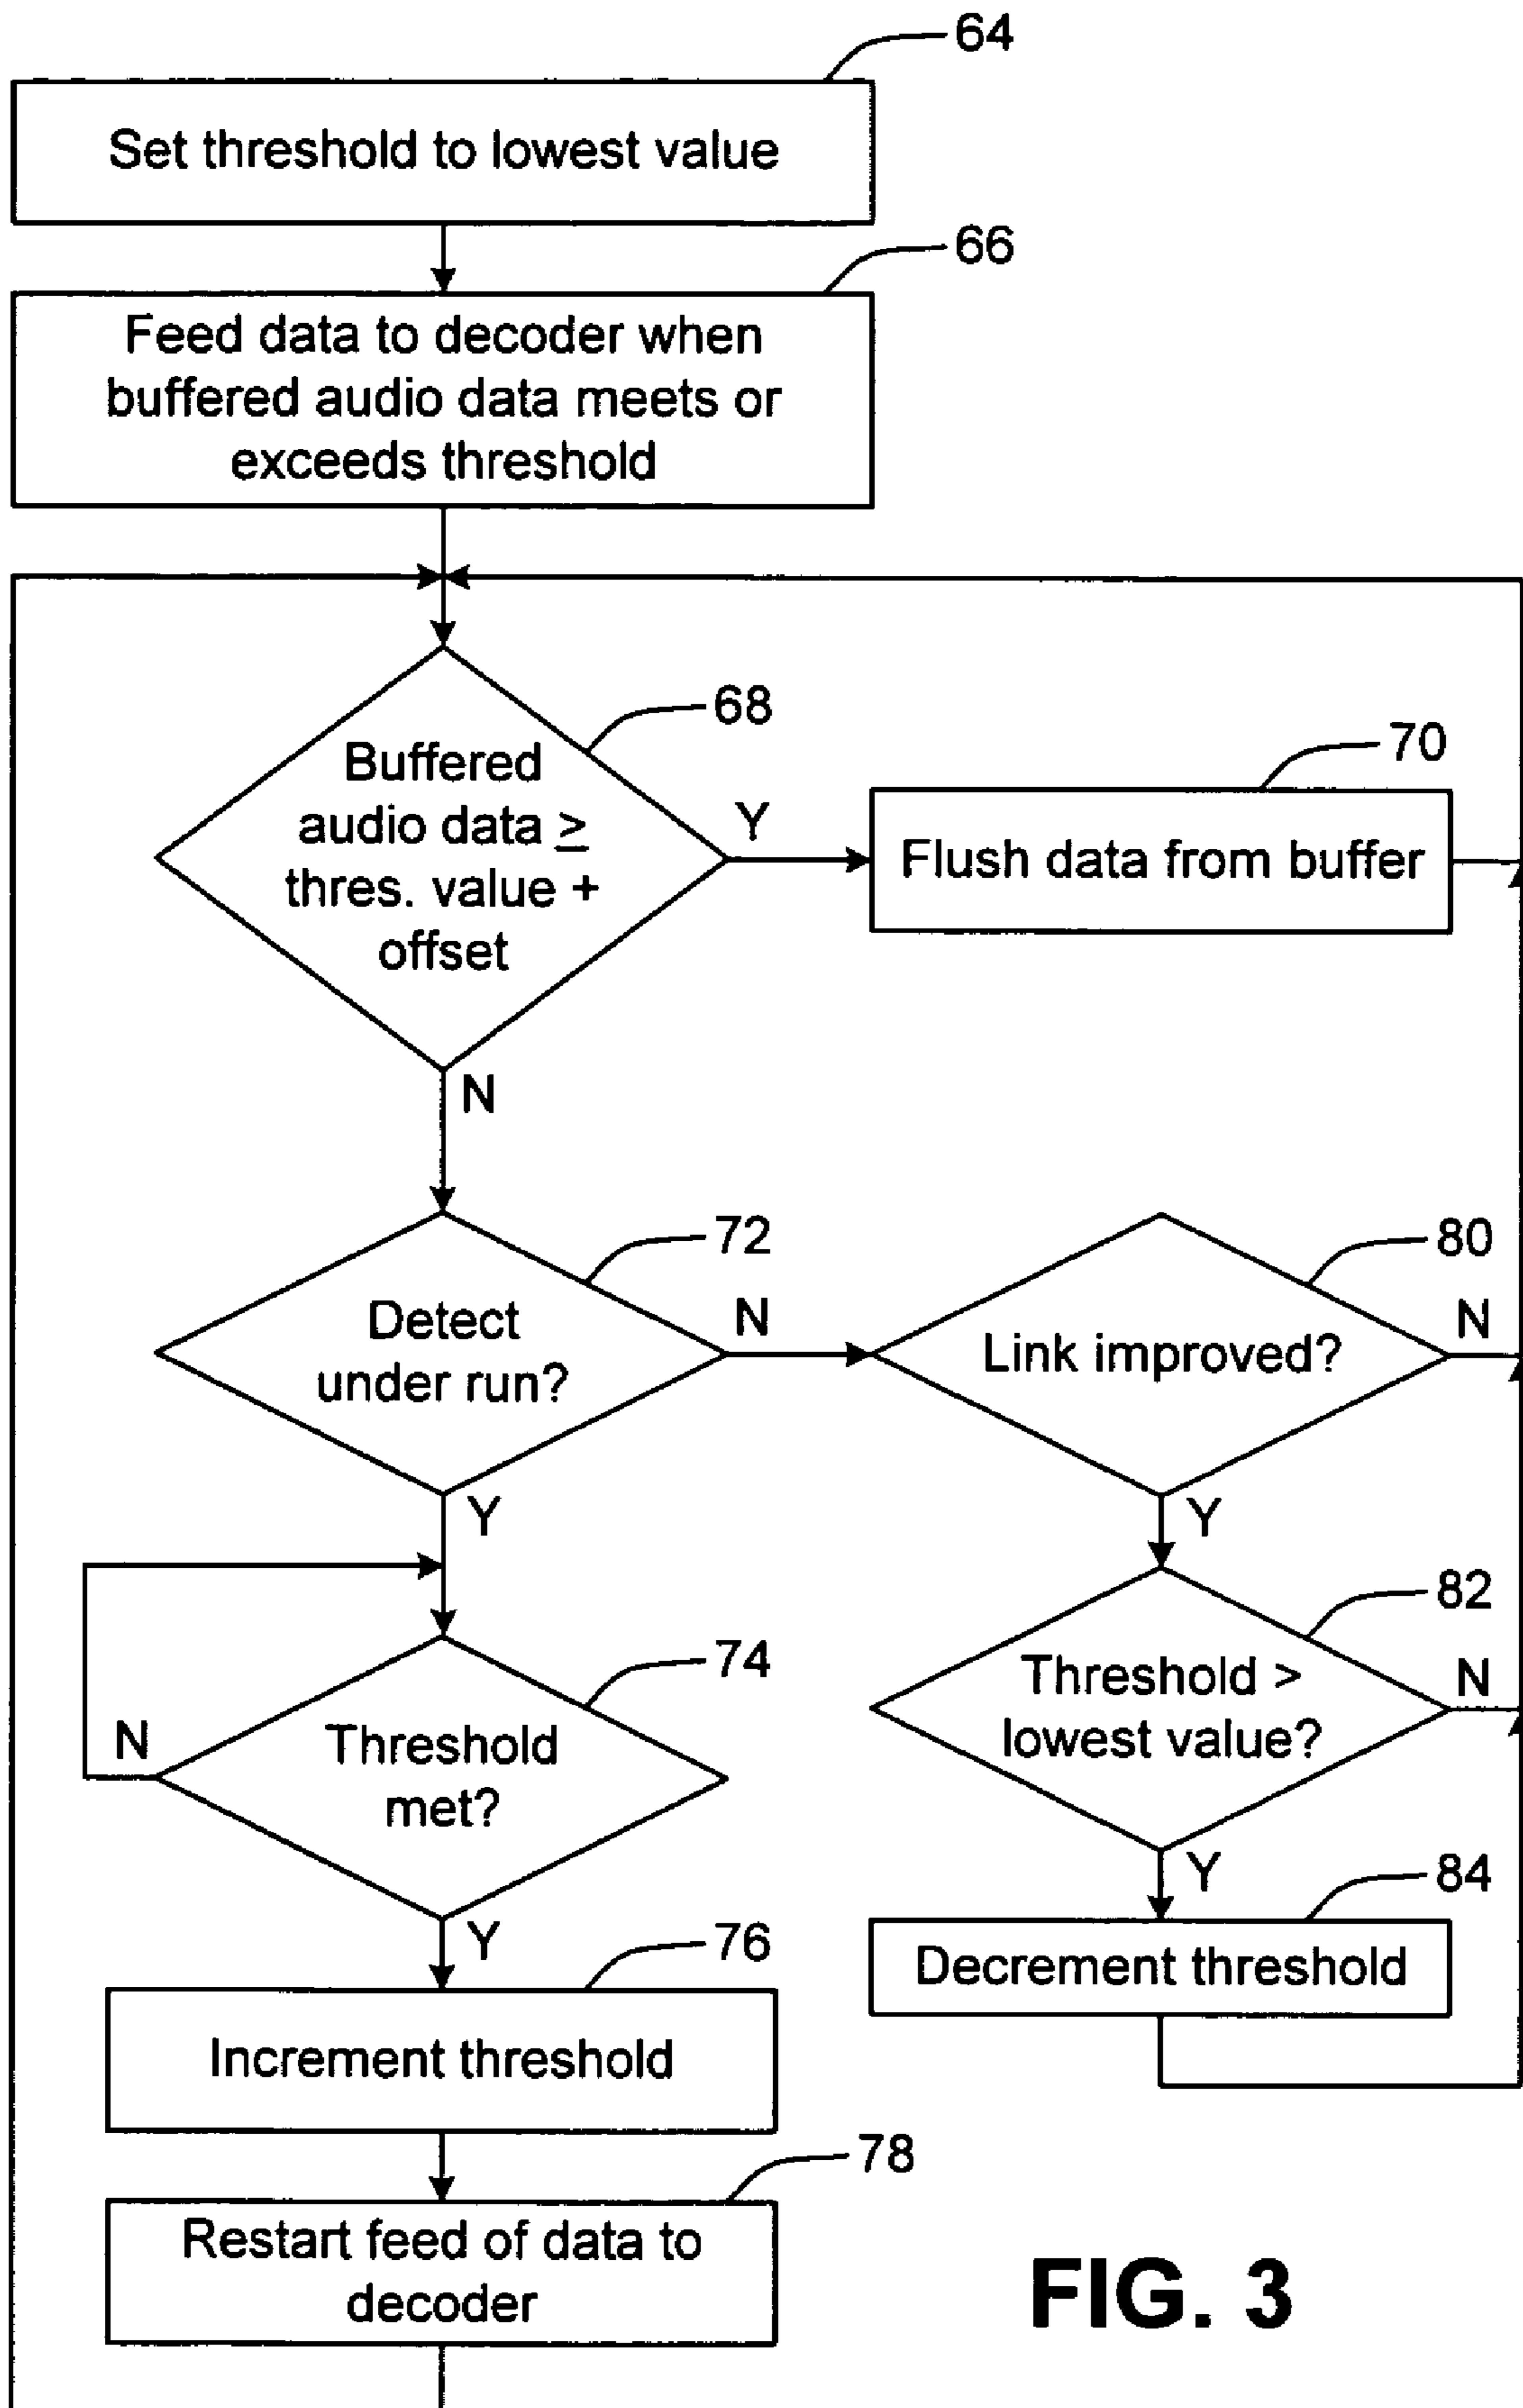 64
Set threshold to lowest value
66
Feed data to decoder when
buffered audio data meets or
exceeds threshold
68
Buffered
audio data ≥
thres. value +
offset
Y
N
70
Flush data from buffer
72
Detect
under run?
N
Y
80
Link improved?
N
Y
74
Threshold
met?
N
Y
82
Threshold >
lowest value?
N
Y
84
Decrement threshold
76
Increment threshold
78
Restart feed of data to
decoder
FIG. 3